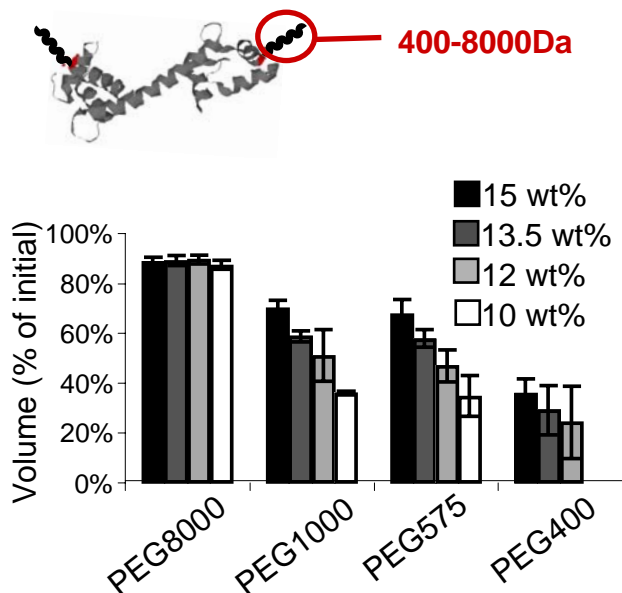 400-8000Da
15 wt%
13.5 wt%
12 wt%
10 wt%
Volume (% of initial)
100%
80%
60%
40%
20%
0%
PEG8000
PEG1000
PEG575
PEG400